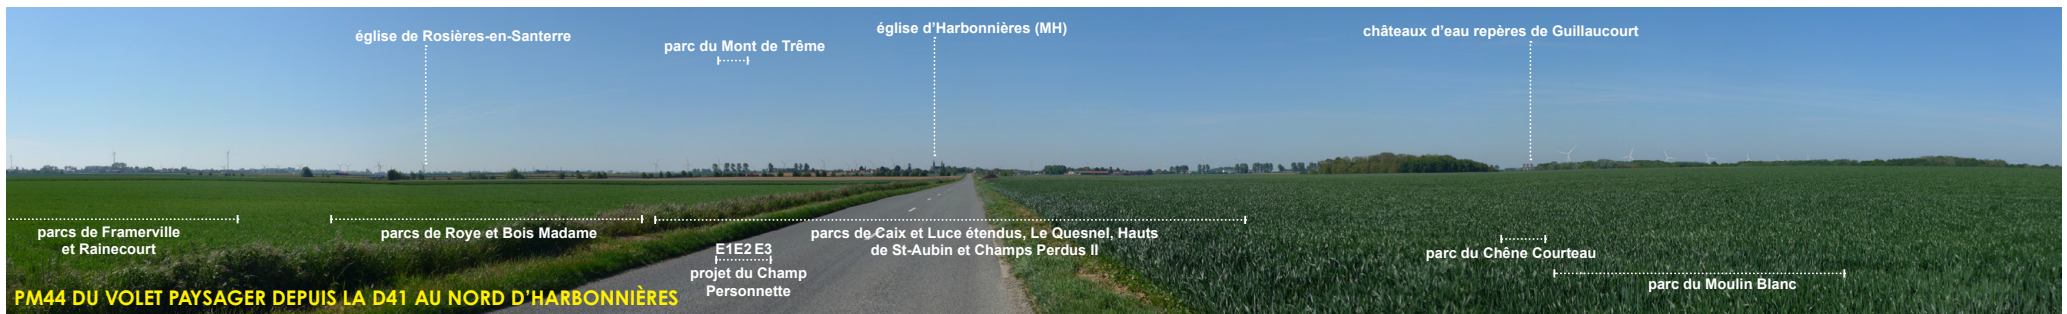 église de Rosières-en-Santerre
parc du Mont de Trême
église d'Harbonnières (MH)
châteaux d'eau repères de Guillaucourt
parcs de Framerville
et Rainecourt
parcs de Roye et Bois Madame
parcs de Caix et Luce étendus, Le Quesnel, Hauts
de St-Aubin et Champs Perdus II
E1E2 E3
projet du Champ
Personnette
parc du Chêne Courteau
parc du Moulin Blanc
PM44 DU VOLET PAYSAGER DEPUIS LA D41 AU NORD D'HARBONNIÈRES